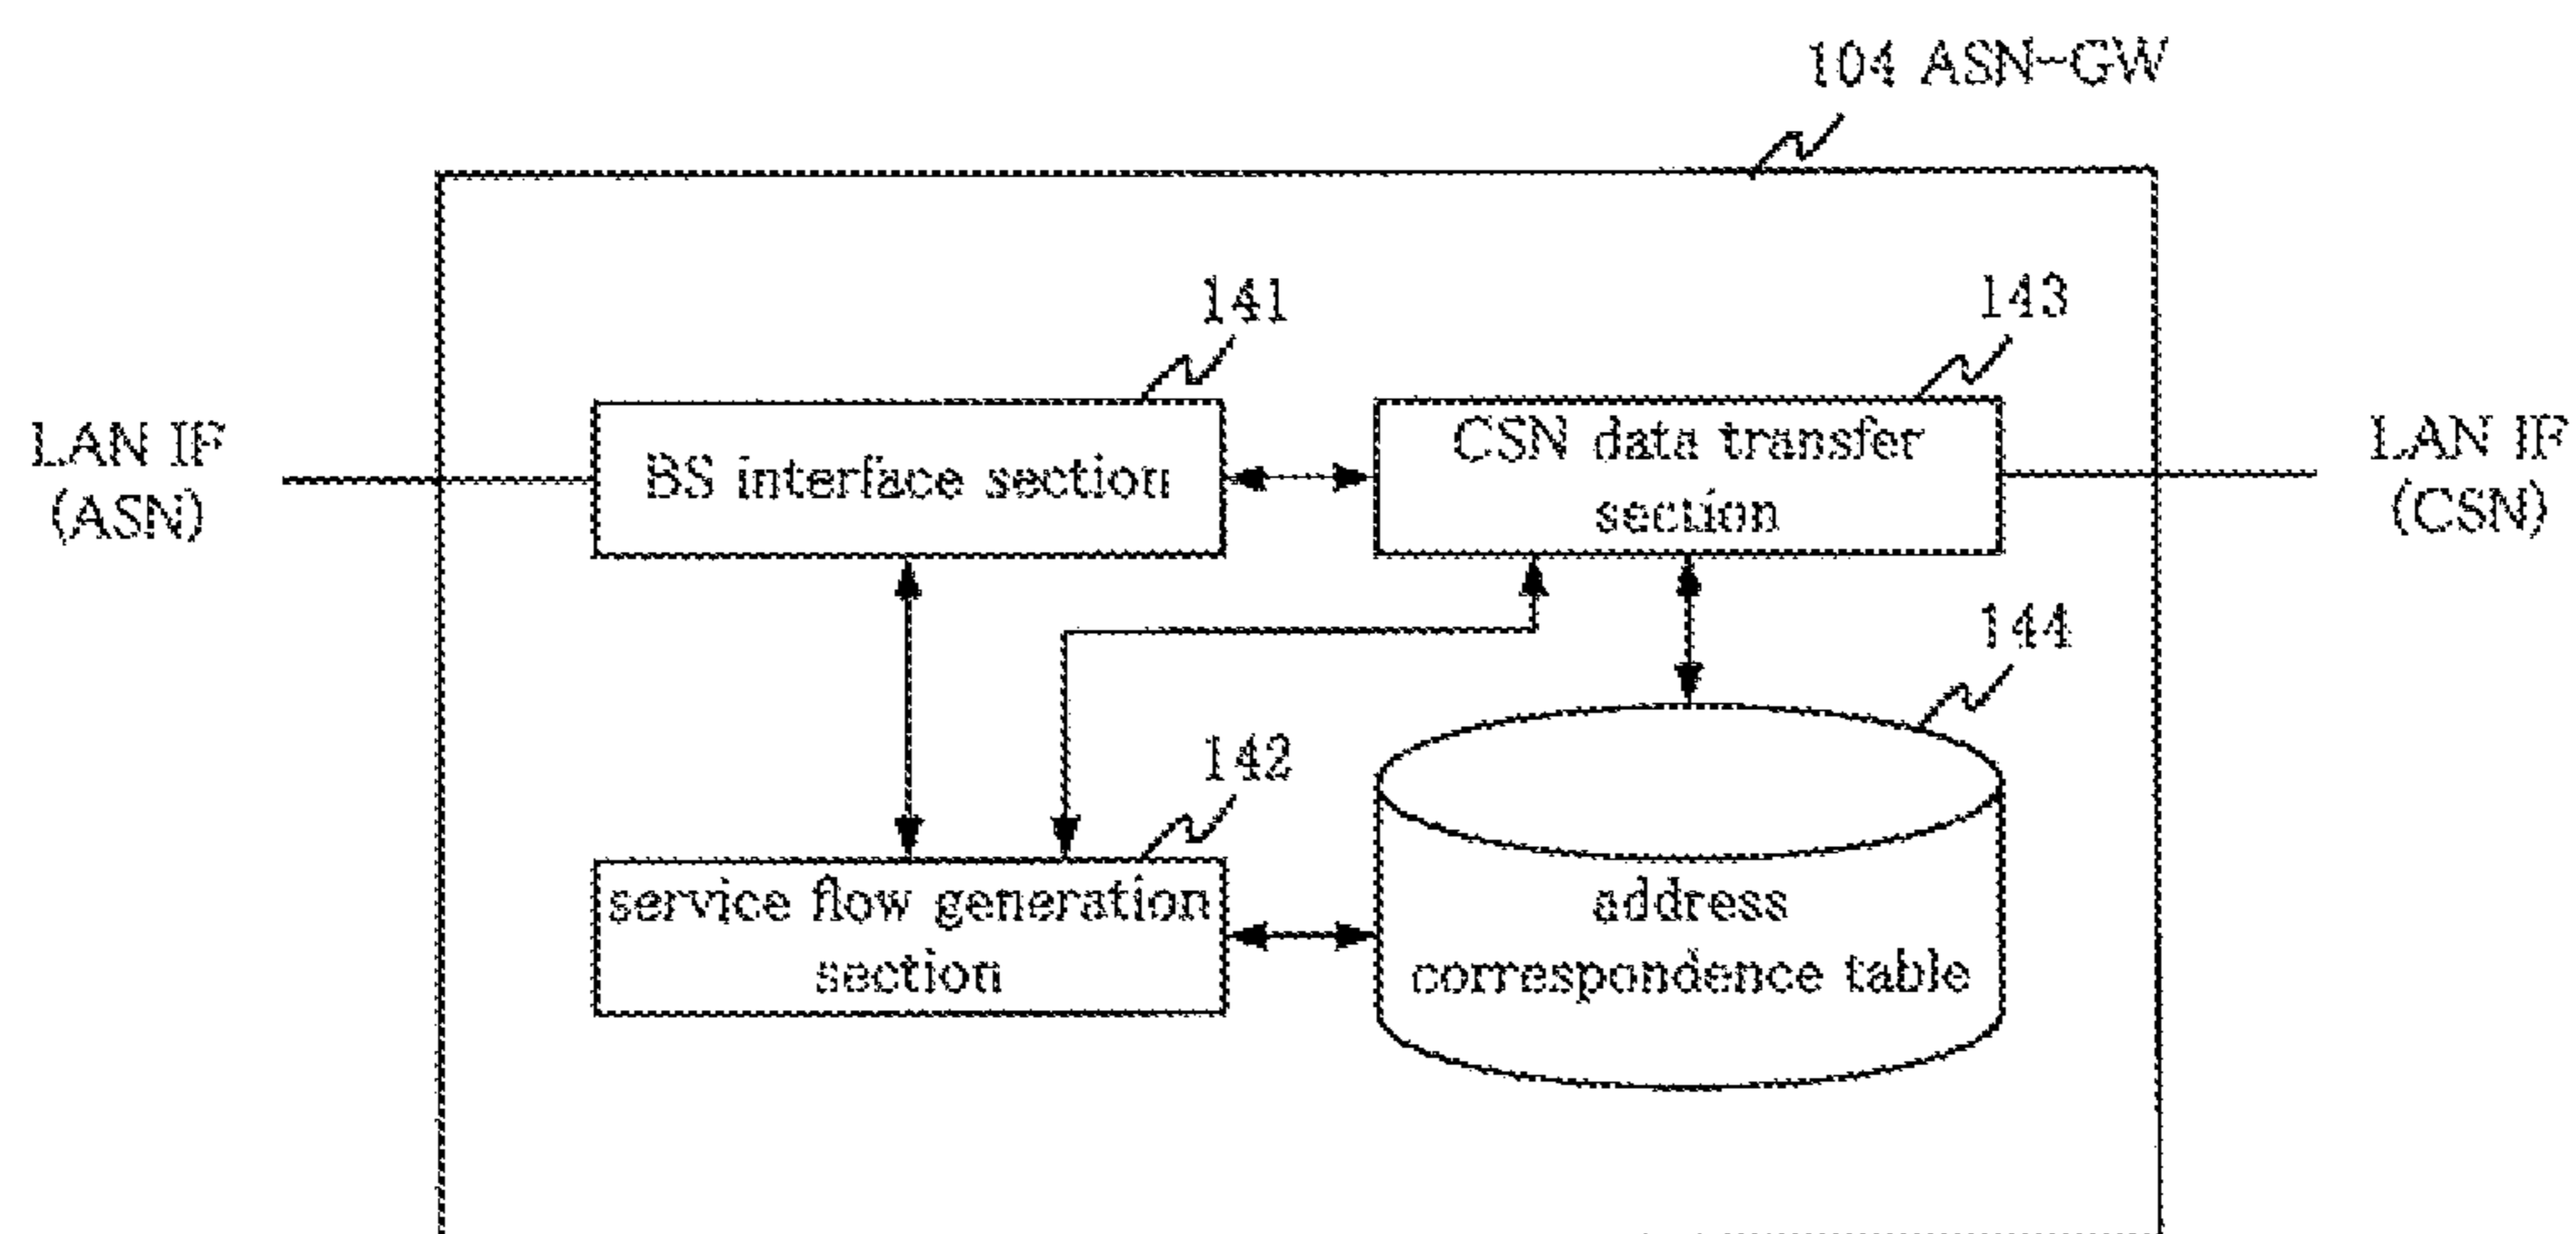 104 ASN-GW
141
143
LAN IF
(ASN)
BS interface section
CSN data transfer
section
LAN IF
(CSN)
144
142
service flow generation
section
address
correspondence table